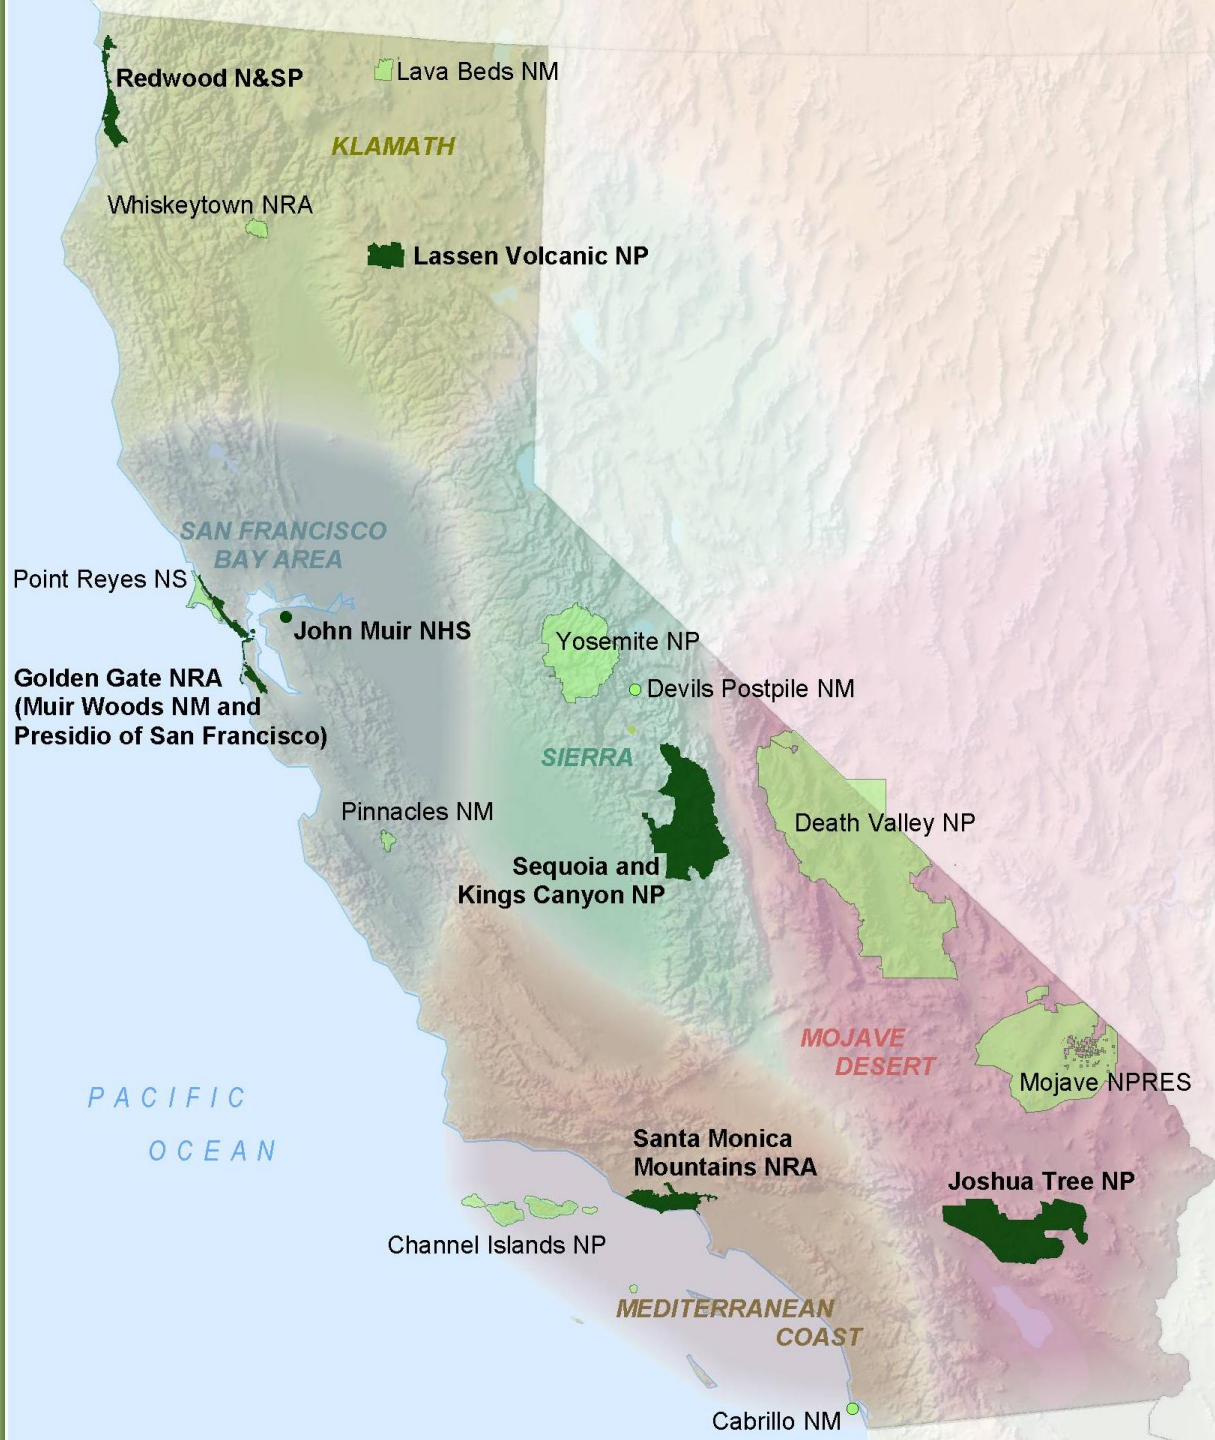 Redwood N&SP
Lava Beds NM
KLAMATH
Whiskeytown NRA
Lassen Volcanic NP
SAN FRANCISCO
BAY AREA
Point Reyes NS
John Muir NHS
Golden Gate NRA
(Muir Woods NM and
Presidio of San Francisco)
Yosemite NP
Devils Postpile NM
SIERRA
Pinnacles NM
Death Valley NP
Sequoia and
Kings Canyon NP
MOJAVE
DESERT
Mojave NPRES
PACIFIC
OCEAN
Santa Monica
Mountains NRA
Joshua Tree NP
Channel Islands NP
MEDITERRANEAN
COAST
Cabrillo NM